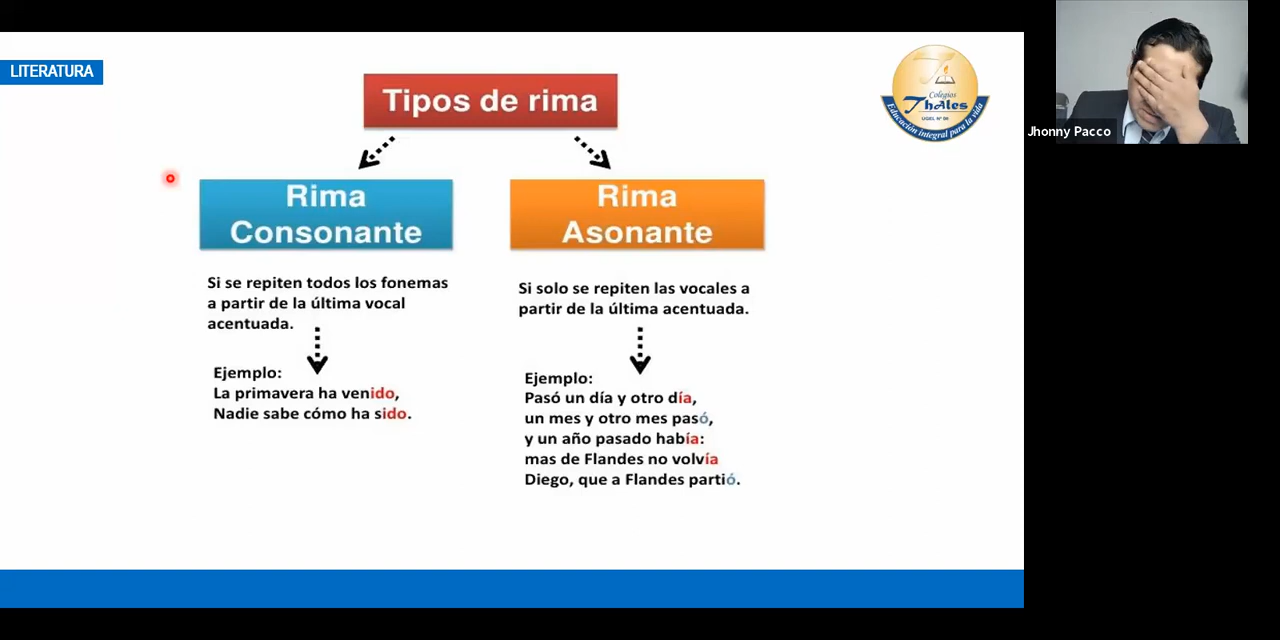 LITERATURA
Tipos de rima
Colegios
Thales
UGEL Nº 06
Educación integral para la vida
Jhonny Pacco
Rima
Consonante
Si se repiten todos los fonemas
a partir de la última vocal
acentuada.
Ejemplo:
La primavera ha venido,
Nadie sabe cómo ha sido.
Rima
Asonante
Si solo se repiten las vocales a
partir de la última acentuada.
Ejemplo:
Pasó un día y otro día,
un mes y otro mes pasó,
y un año pasado había:
mas de Flandes no volvía
Diego, que a Flandes partió.